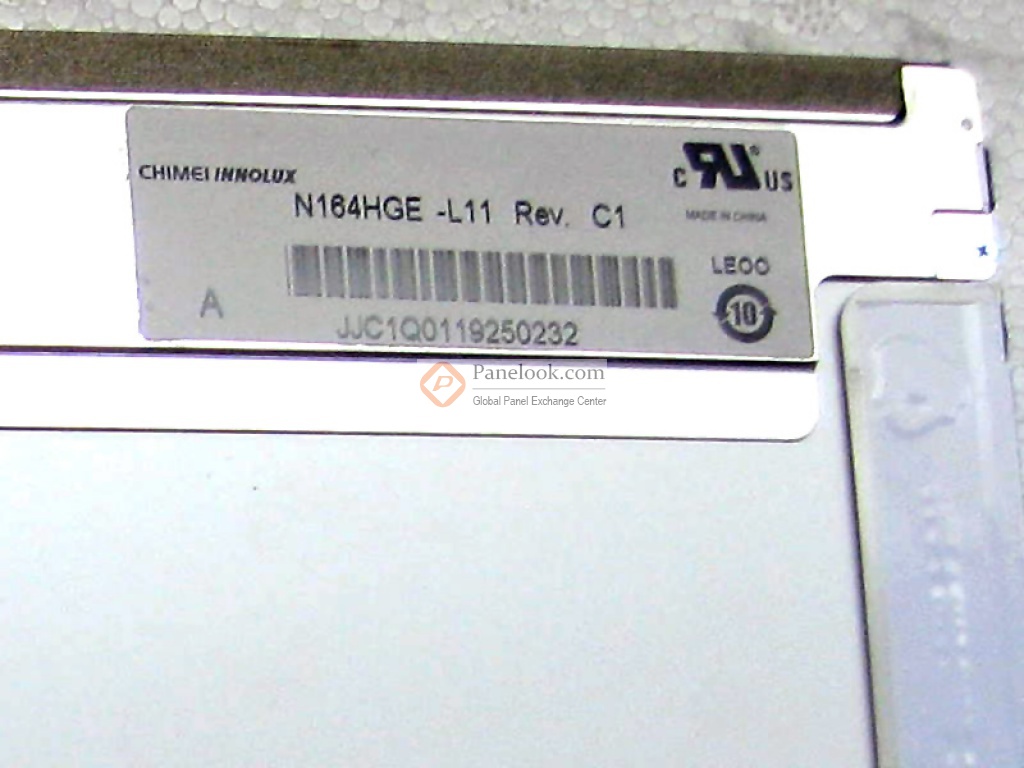 CHIMEI INNOLUX
N164HGE -L11 Rev. C1
C RU® US
MADE IN CHINA
LEOO
10
A
JJC1Q0119250232
Panelook.com
Global Panel Exchange Center